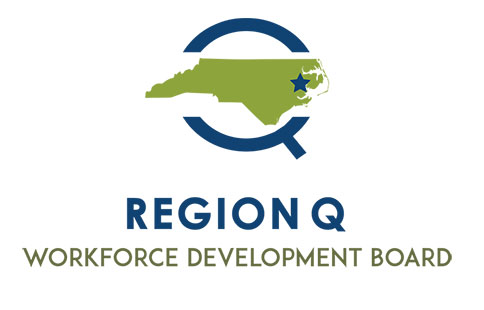 REGION Q
WORKFORCE DEVELOPMENT BOARD